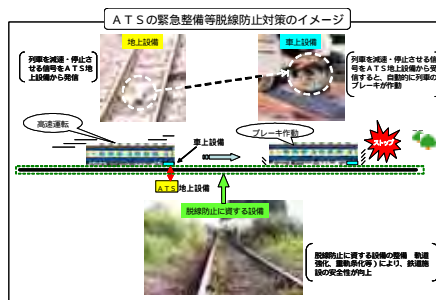 ATSの緊急整備等脱線防止対策のイメージ
地上設備
車上設備
列車を減速・停止さ
せる信号をATS地
上設備から発信
列車を減速・停止させる信
号をATS地上設備から受
信すると、自動的に列車の
ブレーキが作動
高速運転
車上設備
ブレーキ作動
ストップ
ATS地上設備
脱線防止に資する設備
脱線防止に資する設備の整備 軌道
強化、重軌条化等)により、鉄道施
設の安全性が向上